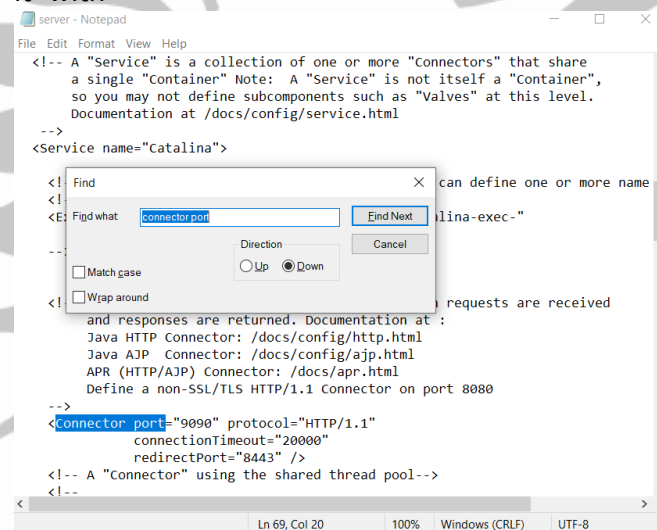 server - Notepad
File Edit Format View Help
<!-- A "Service" is a collection of one or more "Connectors" that share
a single "Container" Note: A "Service" is not itself a "Container",
so you may not define subcomponents such as "Valves" at this level.
Documentation at /docs/config/service.html
-->
<Service name="Catalina">
<!
can define one or more name
<!
<E
alina-exec-"
--
<!
requests are received
Find
Find what:
connector port
Find Next
Direction
Cancel
Up Down
Match case
Wrap around
and responses are returned. Documentation at :
Java HTTP Connector: /docs/config/http.html
Java AJP Connector: /docs/config/ajp.html
APR (HTTP/AJP) Connector: /docs/apr.html
Define a non-SSL/TLS HTTP/1.1 Connector on port 8080
-->
<Connector port="9090" protocol="HTTP/1.1"
connectionTimeout="20000"
redirectPort="8443" />
<!-- A "Connector" using the shared thread pool-->
<!--
Ln 69, Col 20 100% Windows (CRLF) UTF-8